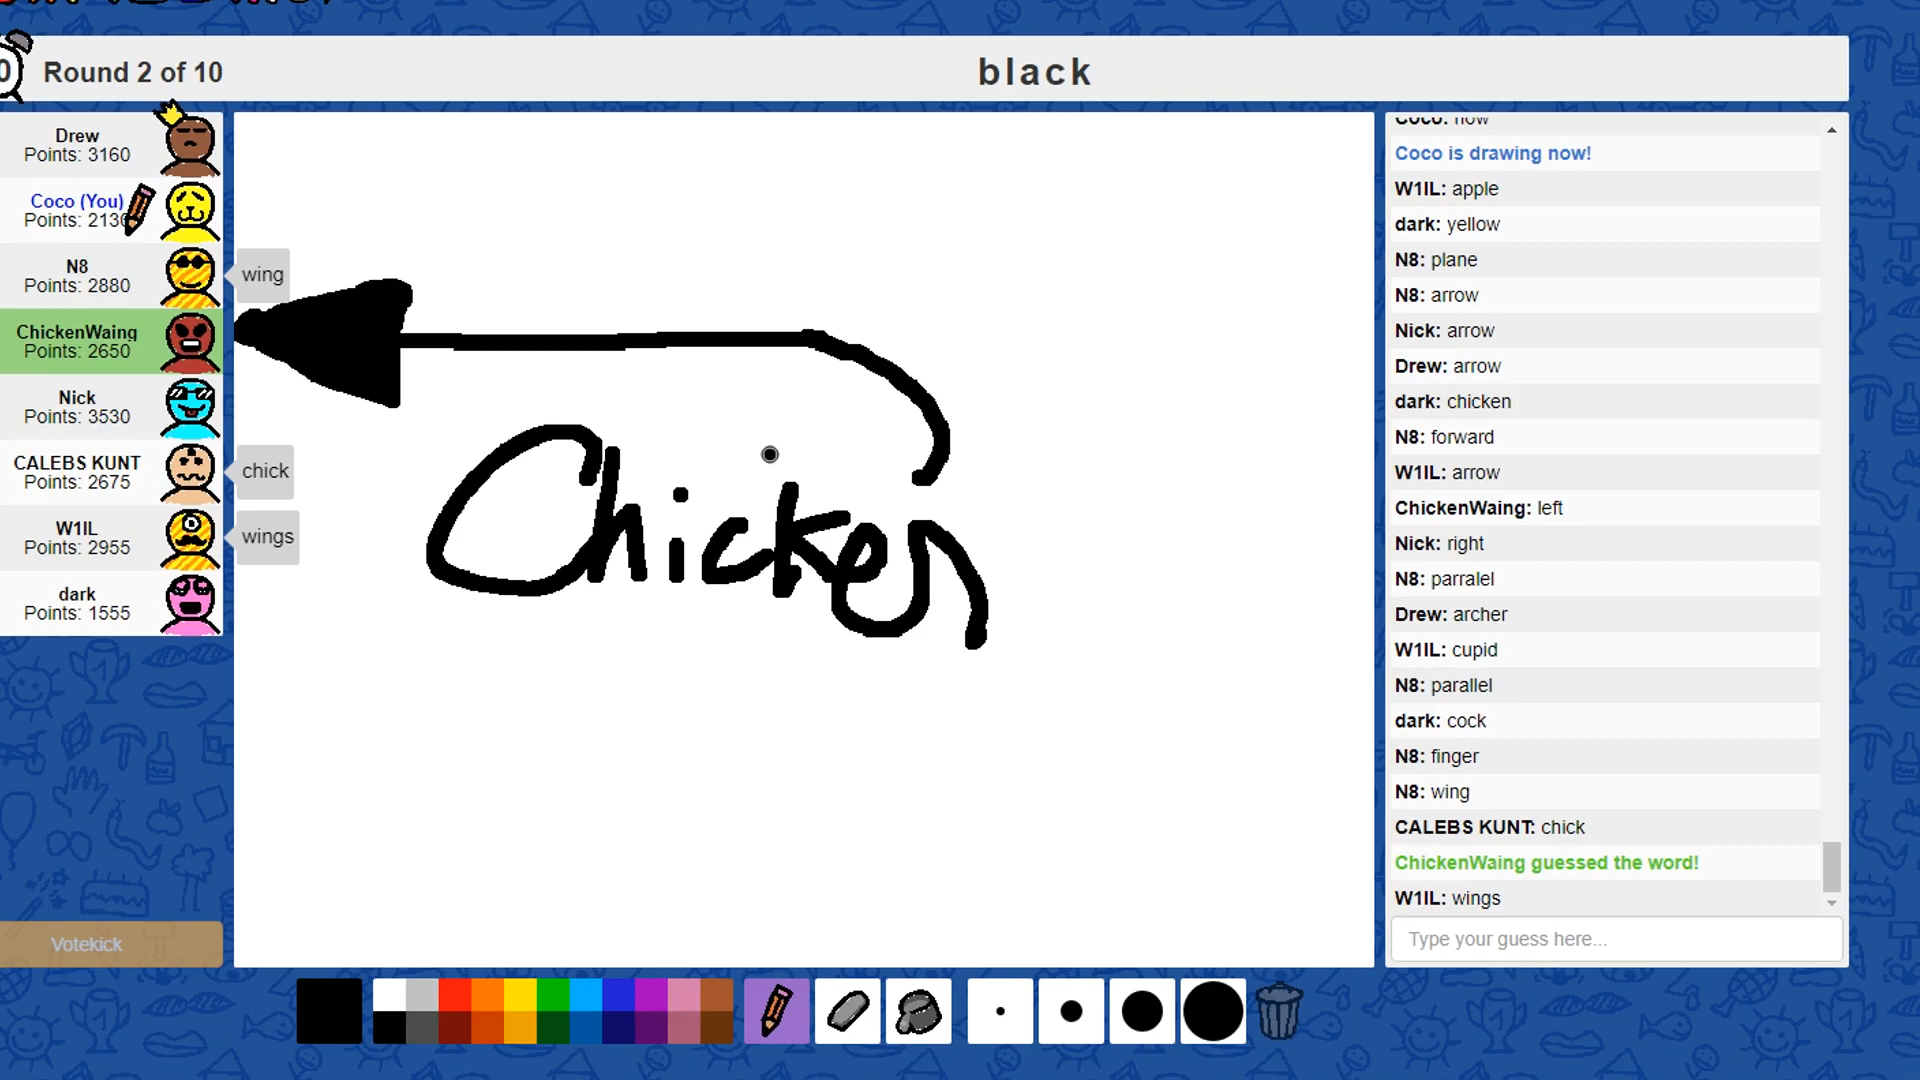 Round 2 of 10
black
Drew
Points: 3160
Coco (You)
Points: 2130
N8
Points: 2880
wing
ChickenWaing
Points: 2650
Nick
Points: 3530
CALEBS KUNT
Points: 2675
chick
W1IL
Points: 2955
wings
dark
Points: 1555
Votekick
Chicken
Coco: now
Coco is drawing now!
W1IL: apple
dark: yellow
N8: plane
N8: arrow
Nick: arrow
Drew: arrow
dark: chicken
N8: forward
W1IL: arrow
ChickenWaing: left
Nick: right
N8: parralel
Drew: archer
W1IL: cupid
N8: parallel
dark: cock
N8: finger
N8: wing
CALEBS KUNT: chick
ChickenWaing guessed the word!
W1IL: wings
Type your guess here...